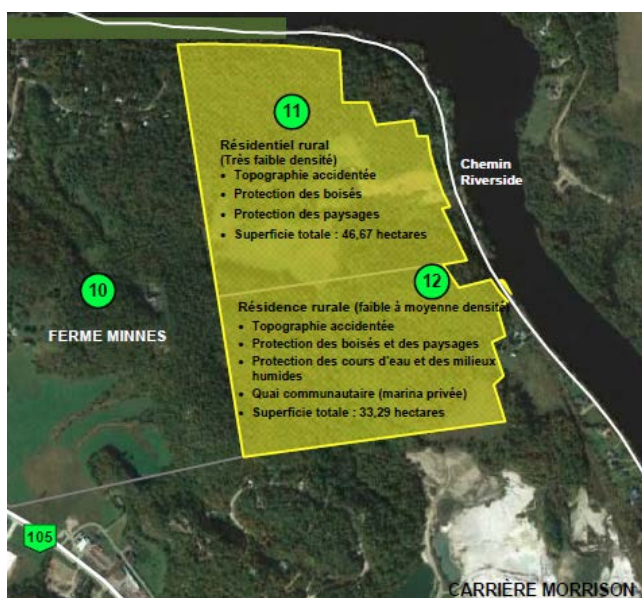 11
Résidentiel rural
(Très faible densité)
• Topographie accidentée
• Protection des boisés
• Protection des paysages
• Superficie totale : 46,67 hectares
Chemin
Riverside
12
Résidence rurale (faible à moyenne densité)
• Topographie accidentée
• Protection des boisés et des paysages
• Protection des cours d'eau et des milieux
humides
• Quai communautaire (marina privée)
• Superficie totale : 33,29 hectares
10
FERME MINNES
105
CARRIÈRE MORRISON